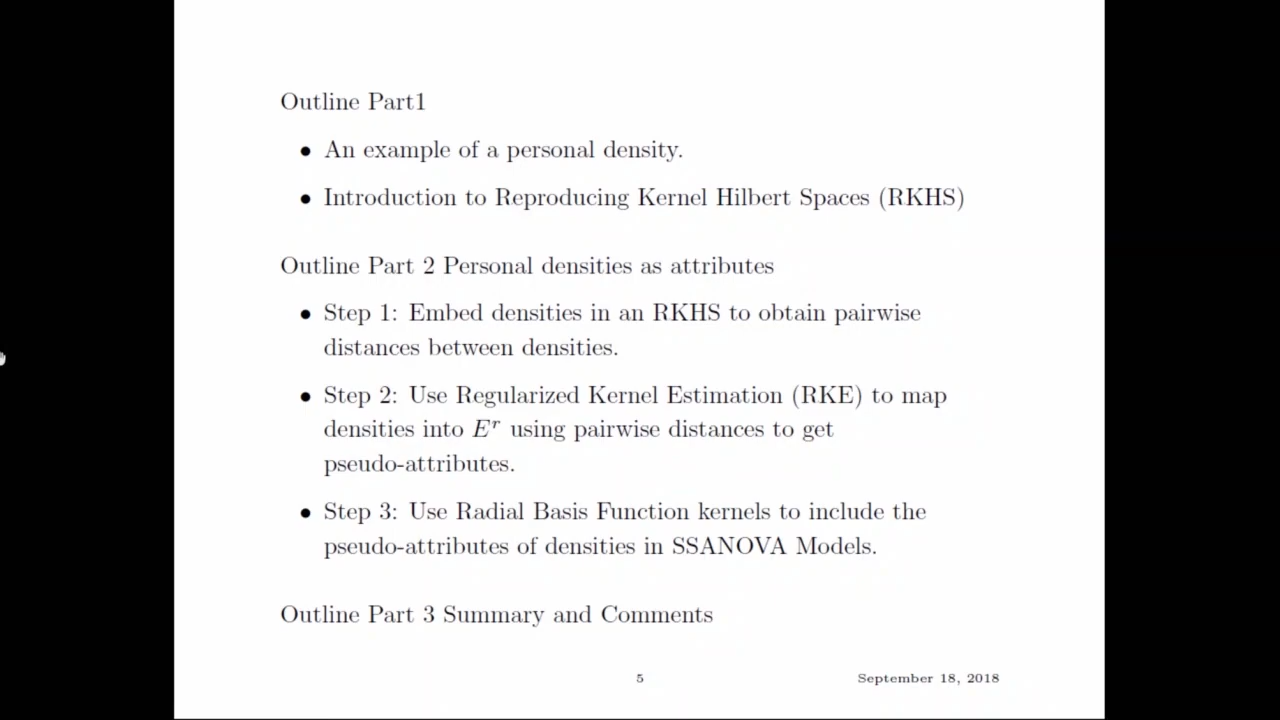 Outline Part1
• An example of a personal density.
• Introduction to Reproducing Kernel Hilbert Spaces (RKHS)
Outline Part 2 Personal densities as attributes
• Step 1: Embed densities in an RKHS to obtain pairwise
distances between densities.
• Step 2: Use Regularized Kernel Estimation (RKE) to map
densities into E^r using pairwise distances to get
pseudo-attributes.
• Step 3: Use Radial Basis Function kernels to include the
pseudo-attributes of densities in SSANOVA Models.
Outline Part 3 Summary and Comments
5 September 18, 2018